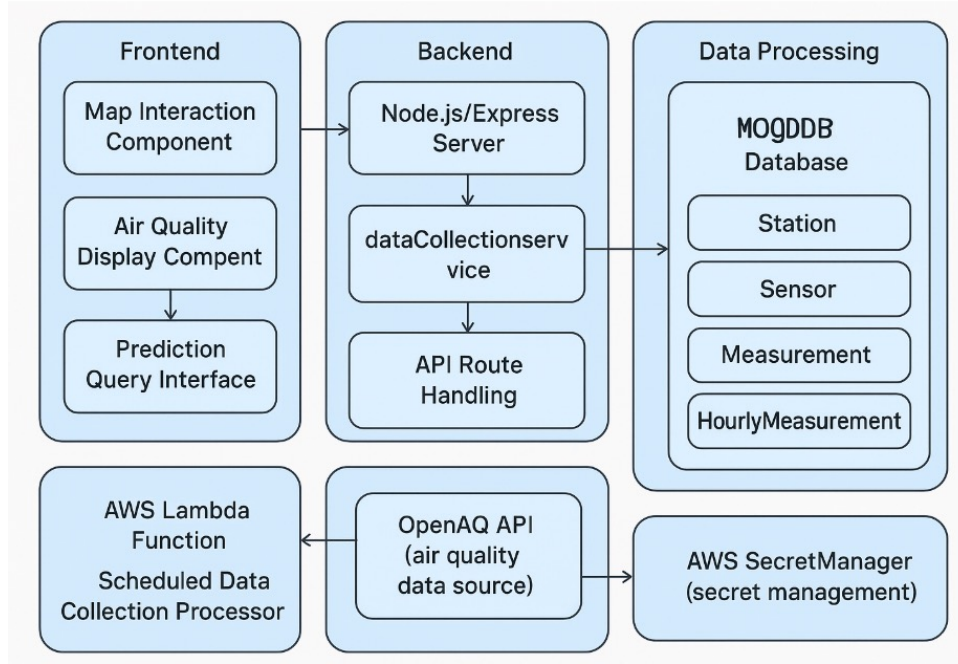 Frontend
Map Interaction
Component
Air Quality
Display Compent
Prediction
Query Interface
Backend
Node.js/Express
Server
dataCollectionserv
vice
API Route
Handling
Data Processing
MOgDDB
Database
Station
Sensor
Measurement
HourlyMeasurement
AWS Lambda
Function
Scheduled Data
Collection Processor
OpenAQ API
(air quality
data source)
AWS SecretManager
(secret management)